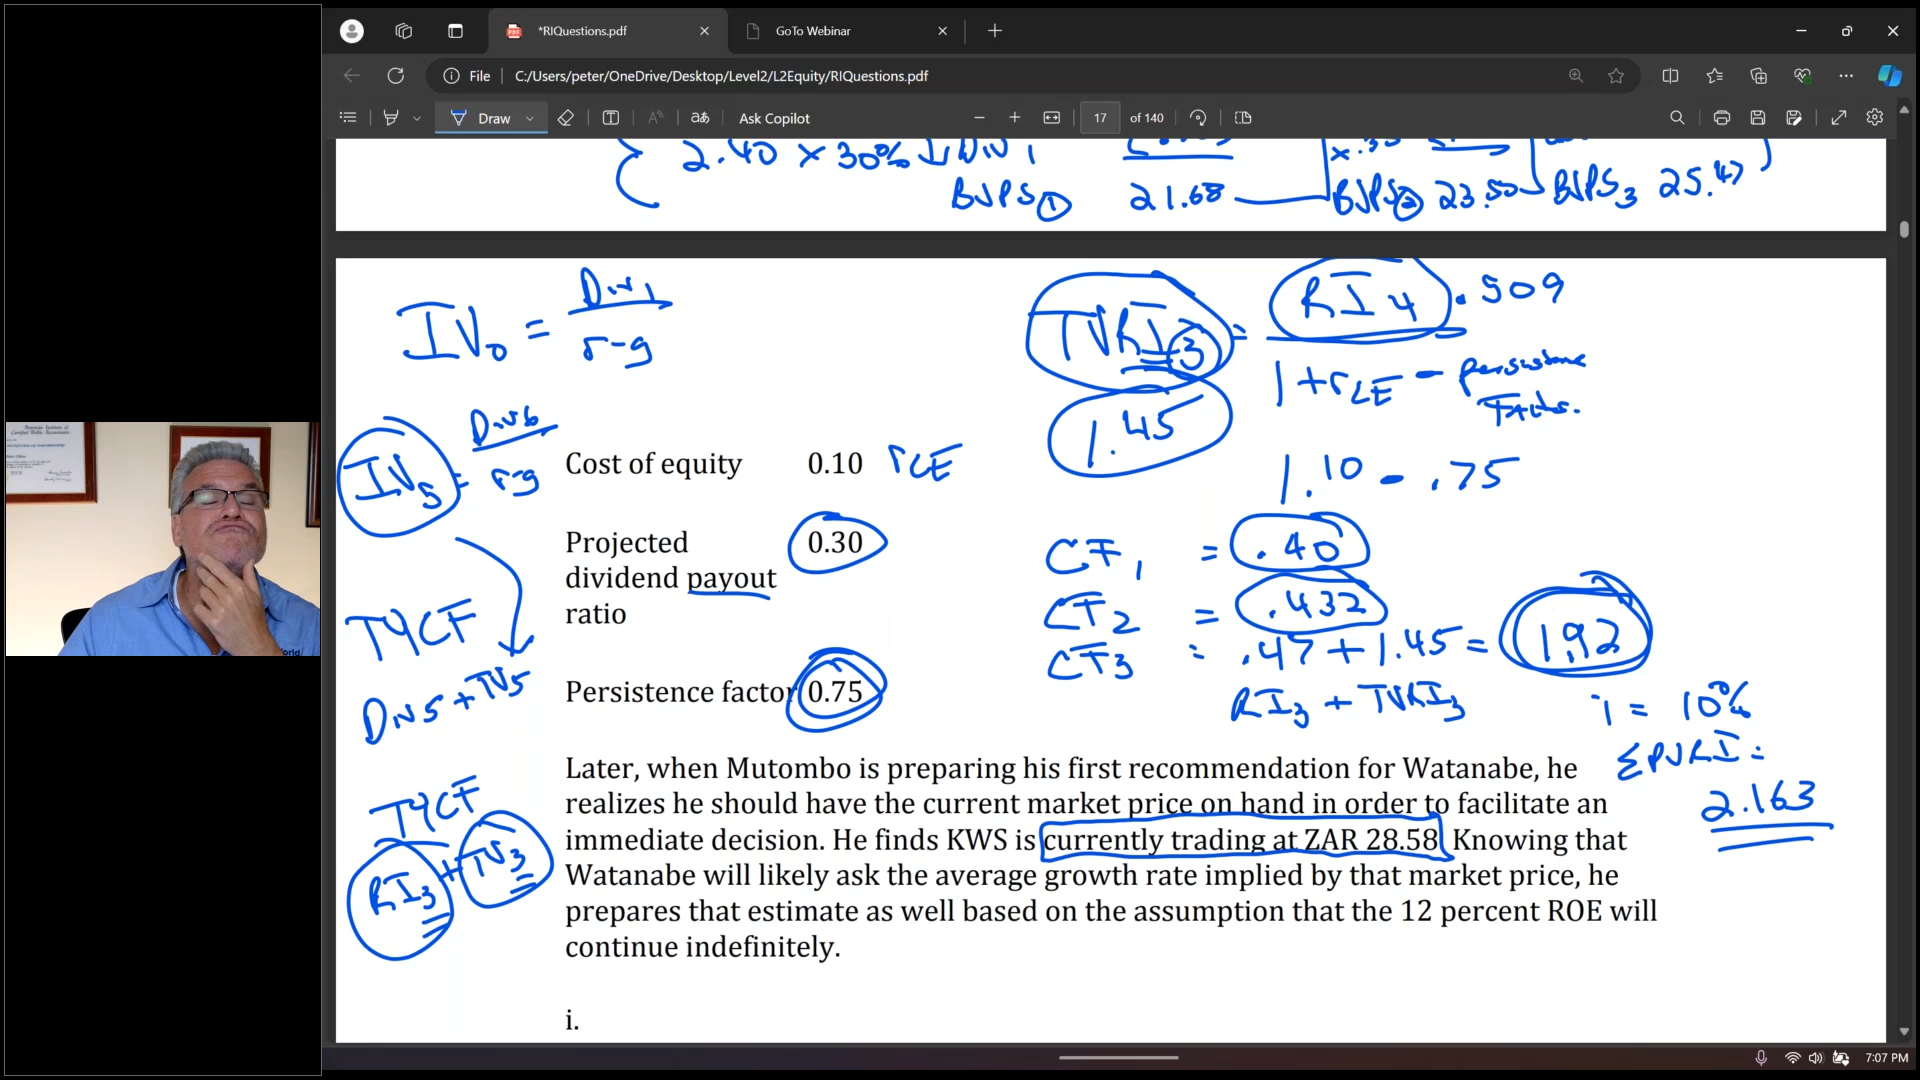 *RIQuestions.pdf
GoTo Webinar
File
C:/Users/peter/OneDrive/Desktop/Level2/L2Equity/RIQuestions.pdf
Draw
Ask Copilot
17 of 140
2.40 × 30%
21.68
23.50
25.47
BVPS1
BVPS2
BVPS3
IV0 = Div1
r-g
TVRI3 = RI4 .509
1 + rCE - persistence
1.45
IV5 = Div6
r-g
Cost of equity 0.10 rCE
1.10 - .75
Projected
dividend payout
ratio
0.30
CF1 = .40
CF2 = .432
CF3 = .47 + 1.45 = 1.92
RI3 + TVRI3
TYCF
Div5 + TV5
Persistence factor 0.75
i = 10%
ΣPVRI =
2.163
TYCF
RI3 + TV3
Later, when Mutombo is preparing his first recommendation for Watanabe, he
realizes he should have the current market price on hand in order to facilitate an
immediate decision. He finds KWS is currently trading at ZAR 28.58. Knowing that
Watanabe will likely ask the average growth rate implied by that market price, he
prepares that estimate as well based on the assumption that the 12 percent ROE will
continue indefinitely.
i.
7:07 PM